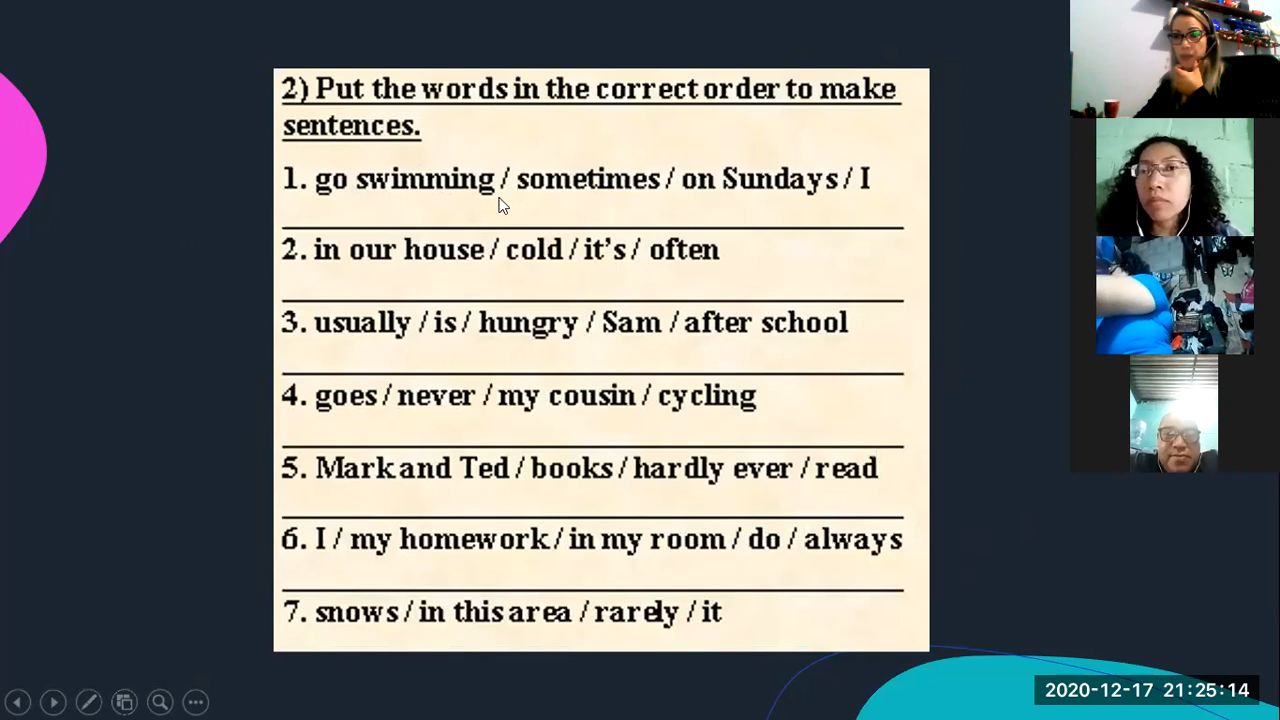 2) Put the words in the correct order to make
sentences.
1. go swimming / sometimes / on Sundays / I
2. in our house / cold / it's / often
3. usually / is / hungry / Sam / after school
4. goes / never / my cousin / cycling
5. Mark and Ted / books / hardly ever / read
6. I / my homework / in my room / do / always
7. snows / in this area / rarely / it
2020-12-17 21:25:14